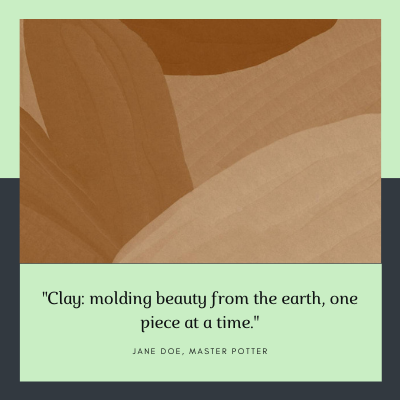 "Clay: molding beauty from the earth, one
piece at a time."
JANE DOE, MASTER POTTER